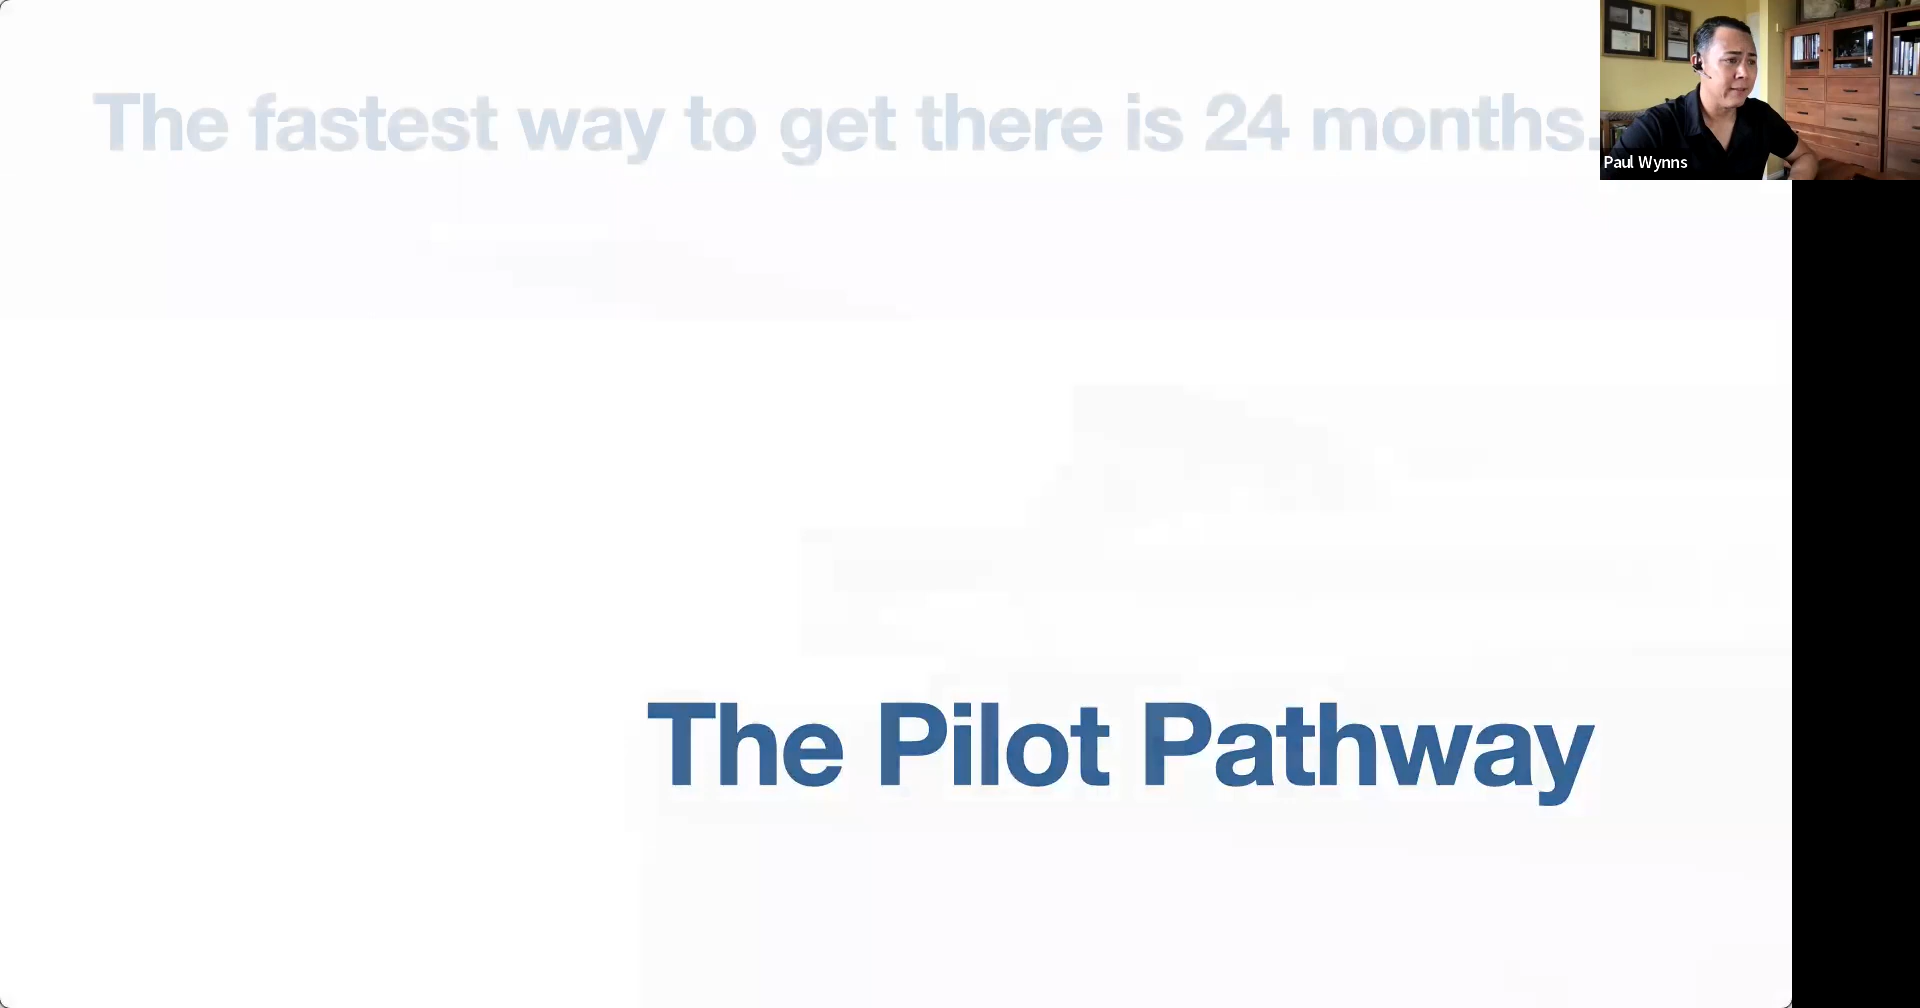 The fastest way to get there is 24 months.
Paul Wynns
The Pilot Pathway